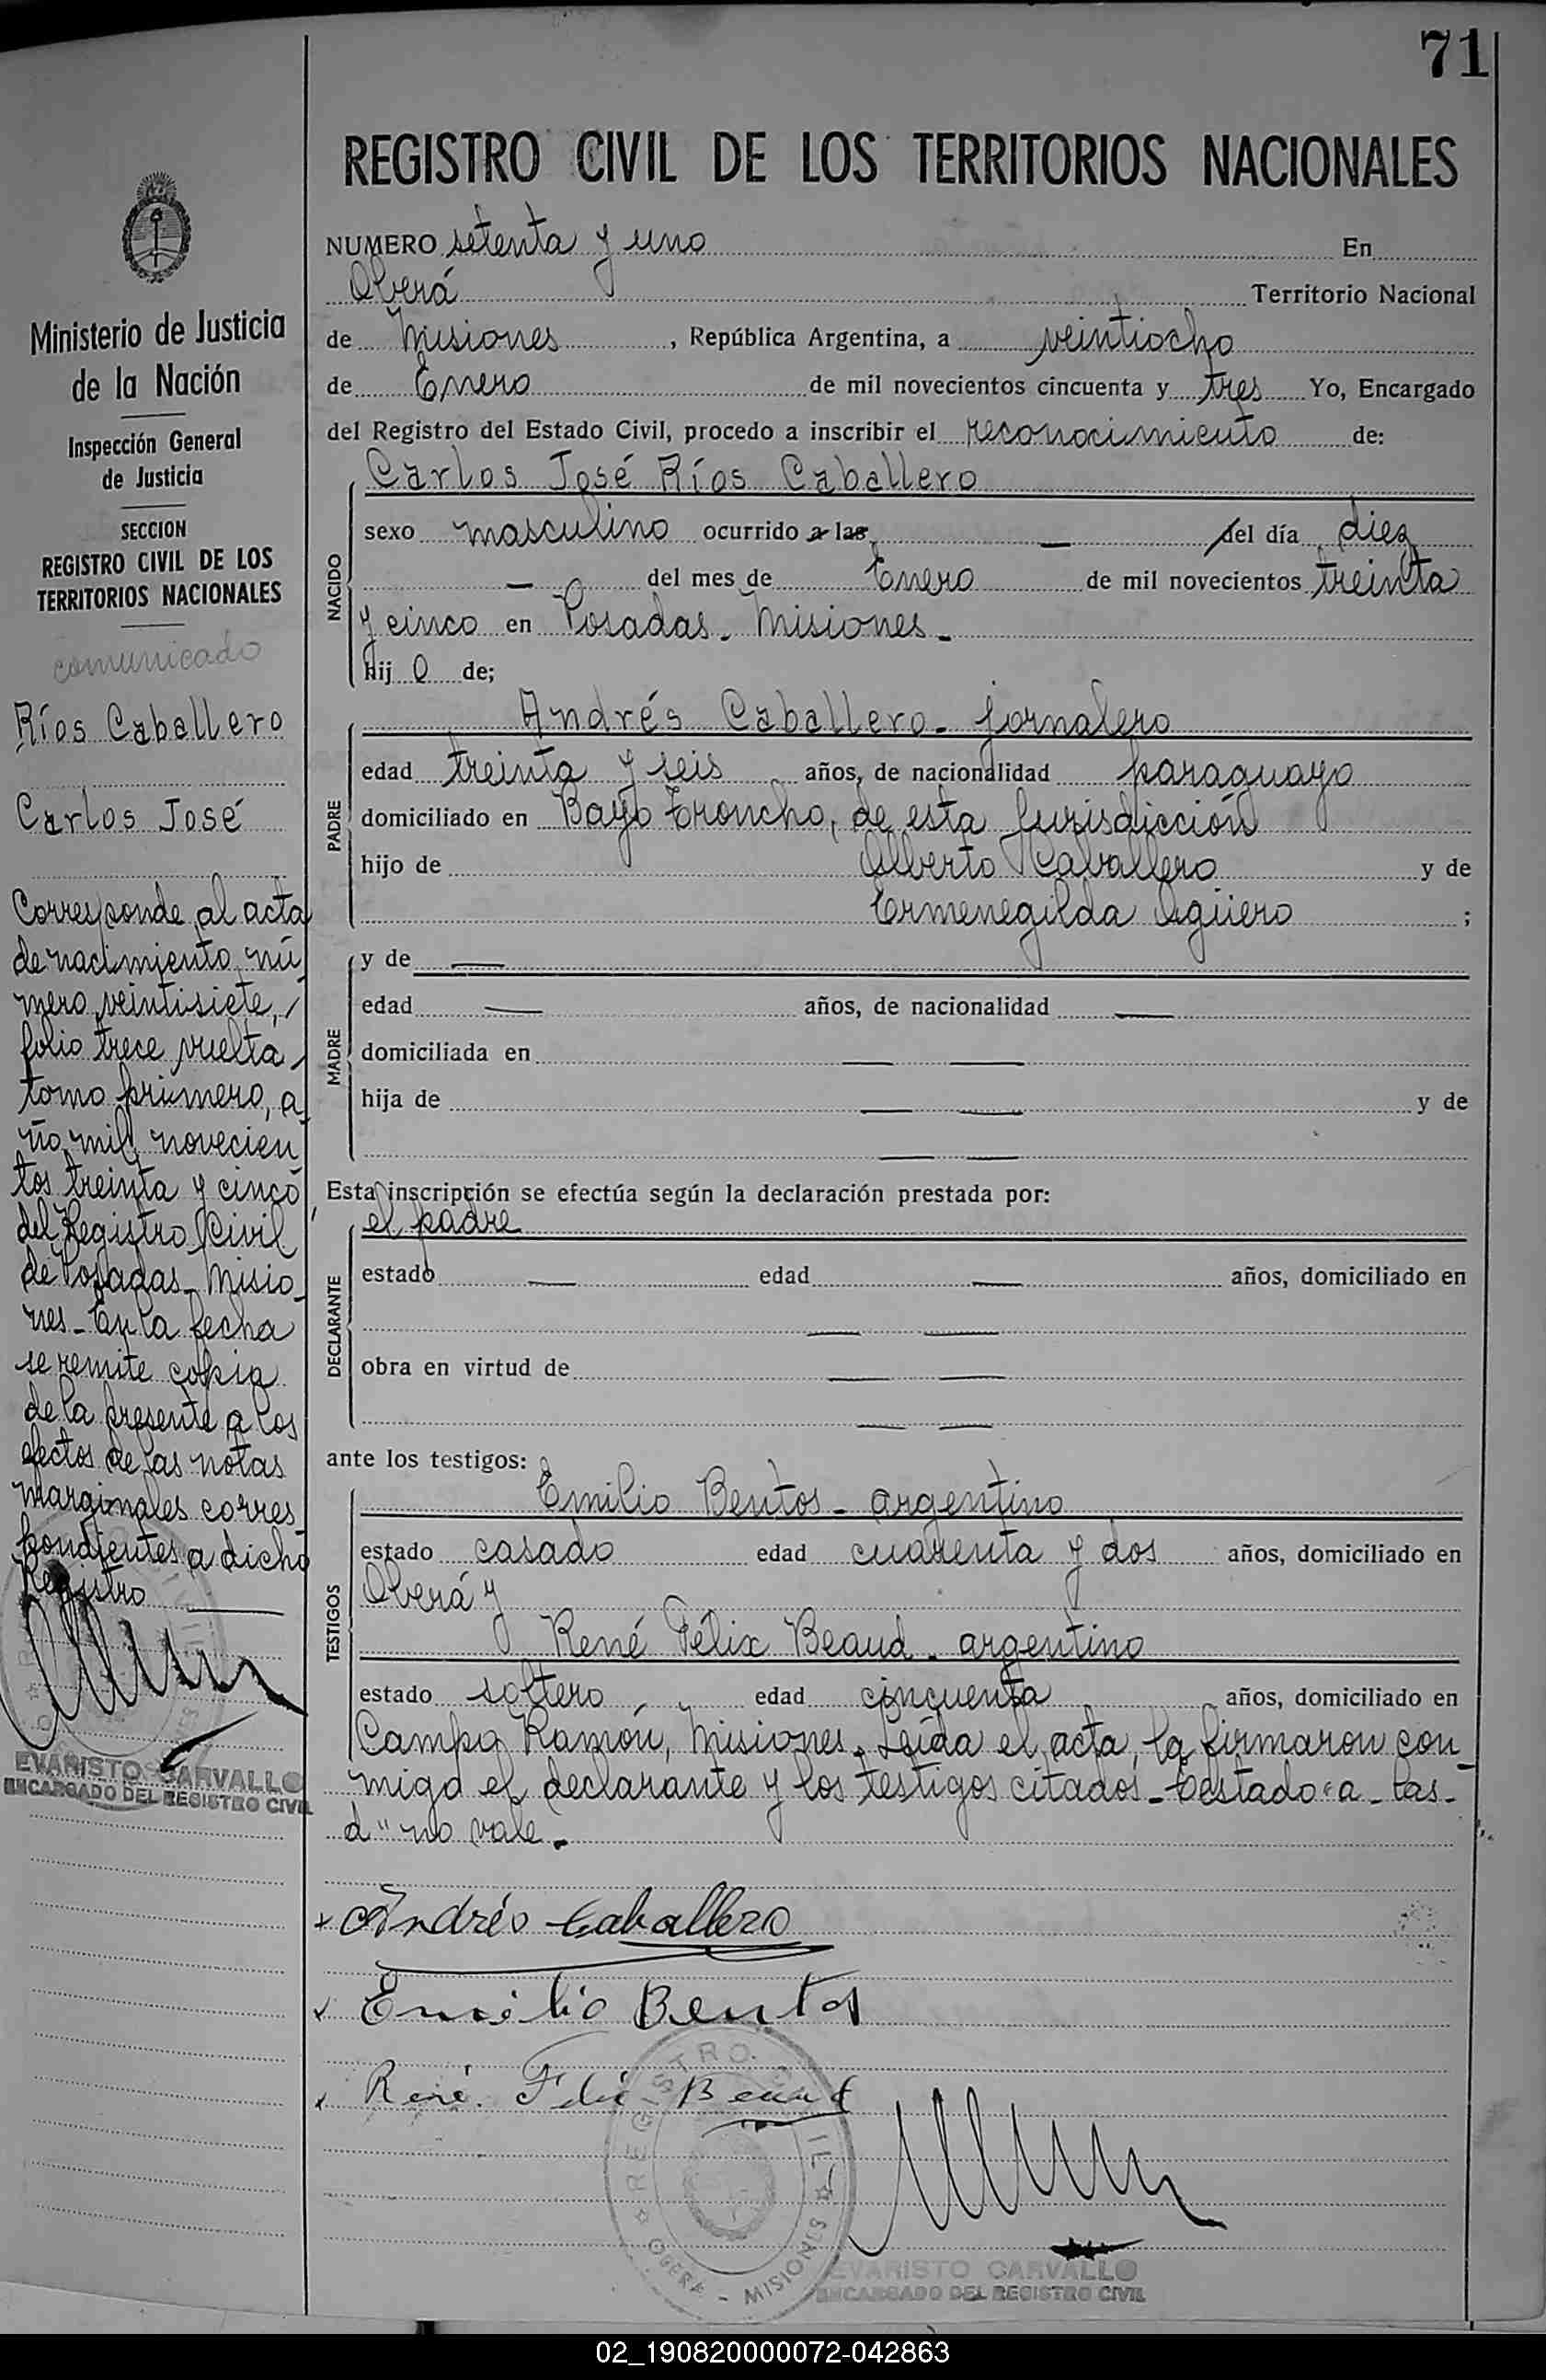 71
REGISTRO CIVIL DE LOS TERRITORIOS NACIONALES
Ministerio de Justicia
de la Nación
Inspección General
de Justicia
SECCION
REGISTRO CIVIL DE LOS
TERRITORIOS NACIONALES
comunicado
Ríos Caballero
Carlos José
Corresponde al acta
de nacimiento nú
mero veintisiete,
folio trece vuelta,
tomo primero, a
ño mil novecien
tos treinta y cinco
del Registro Civil
de Posadas - Misio
nes - En la fecha
se remite copia
de la presente a los
efectos de las notas
marginales corres
pondientes a dicho
Registro
EVARISTO CARVALLO
ENCARGADO DEL REGISTRO CIVIL
NUMERO setenta y uno En
Oberá Territorio Nacional
de Misiones, República Argentina, a veintiocho
de Enero de mil novecientos cincuenta y tres Yo, Encargado
del Registro del Estado Civil, procedo a inscribir el reconocimiento de:
Carlos José Ríos Caballero
NACIDO
sexo masculino ocurrido a las — del día diez
— del mes de Enero de mil novecientos treinta
y cinco en Posadas - Misiones -
hij o de;
Andrés Caballero - jornalero
PADRE
edad treinta y seis años, de nacionalidad paraguayo
domiciliado en Bayo Troncho, de esta jurisdicción
hijo de Alberto Caballero y de
Ermenegilda Agüero ;
MADRE
y de —
edad — años, de nacionalidad —
domiciliada en — —
hija de — — y de
— —
Esta inscripción se efectúa según la declaración prestada por:
el padre
DECLARANTE
estado — edad — años, domiciliado en
— —
obra en virtud de — —
— —
ante los testigos:
Emilio Bentos - argentino
TESTIGOS
estado casado edad cuarenta y dos años, domiciliado en
Oberá y
René Félix Beaud - argentino
estado soltero edad cincuenta años, domiciliado en
Campo Ramón, Misiones. Leída el acta, la firmaron con
migo el declarante y los testigos citados - Testado "a - las -
d" no vale.
x Andrés Caballero
x Emilio Bentos
x René Felix Beaud
REGISTRO CIVIL
OBERA - MISIONES
EVARISTO CARVALLO
ENCARGADO DEL REGISTRO CIVIL
02_190820000072-042863